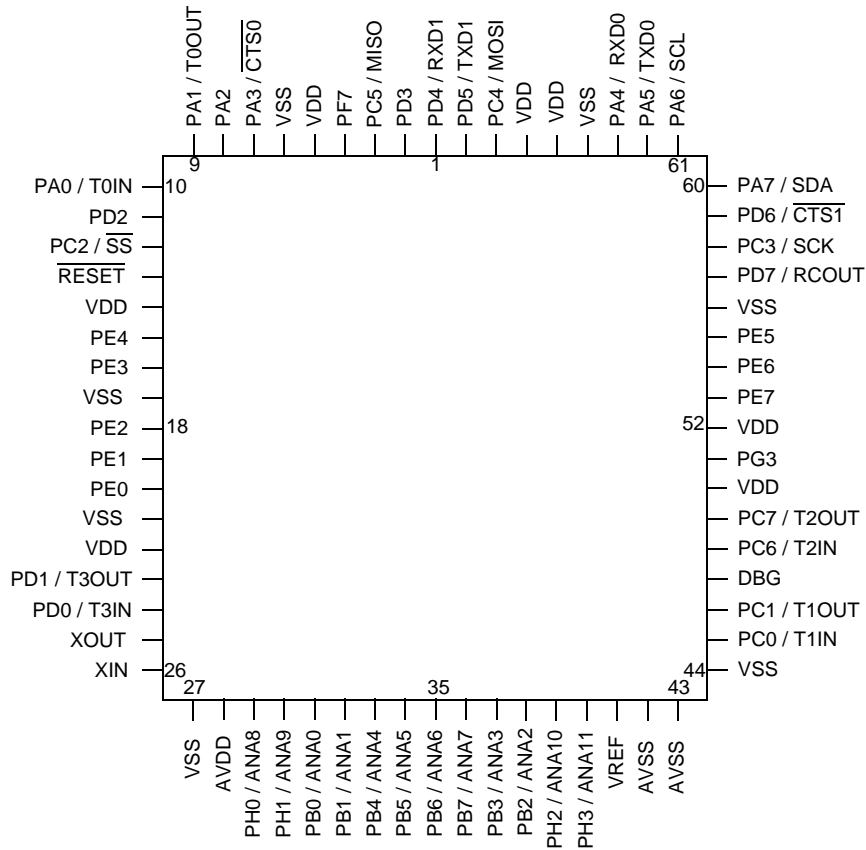 PA1 / T0OUT
PA2
PA3 / CTS0
VSS
VDD
PF7
PC5 / MISO
PD3
PD4 / RXD1
PD5 / TXD1
PC4 / MOSI
VDD
VDD
VSS
PA4 / RXD0
PA5 / TXD0
PA6 / SCL
9
1
61
PA0 / T0IN
10
60
PA7 / SDA
PD2
PD6 / CTS1
PC2 / SS
PC3 / SCK
RESET
PD7 / RCOUT
VDD
VSS
PE4
PE5
PE3
PE6
VSS
PE7
PE2
18
52
VDD
PE1
PG3
PE0
VDD
VSS
PC7 / T2OUT
VDD
PC6 / T2IN
PD1 / T3OUT
DBG
PD0 / T3IN
PC1 / T1OUT
XOUT
PC0 / T1IN
XIN
26
44
VSS
27
35
43
VSS
AVDD
PH0 / ANA8
PH1 / ANA9
PB0 / ANA0
PB1 / ANA1
PB4 / ANA4
PB5 / ANA5
PB6 / ANA6
PB7 / ANA7
PB3 / ANA3
PB2 / ANA2
PH2 / ANA10
PH3 / ANA11
VREF
AVSS
AVSS